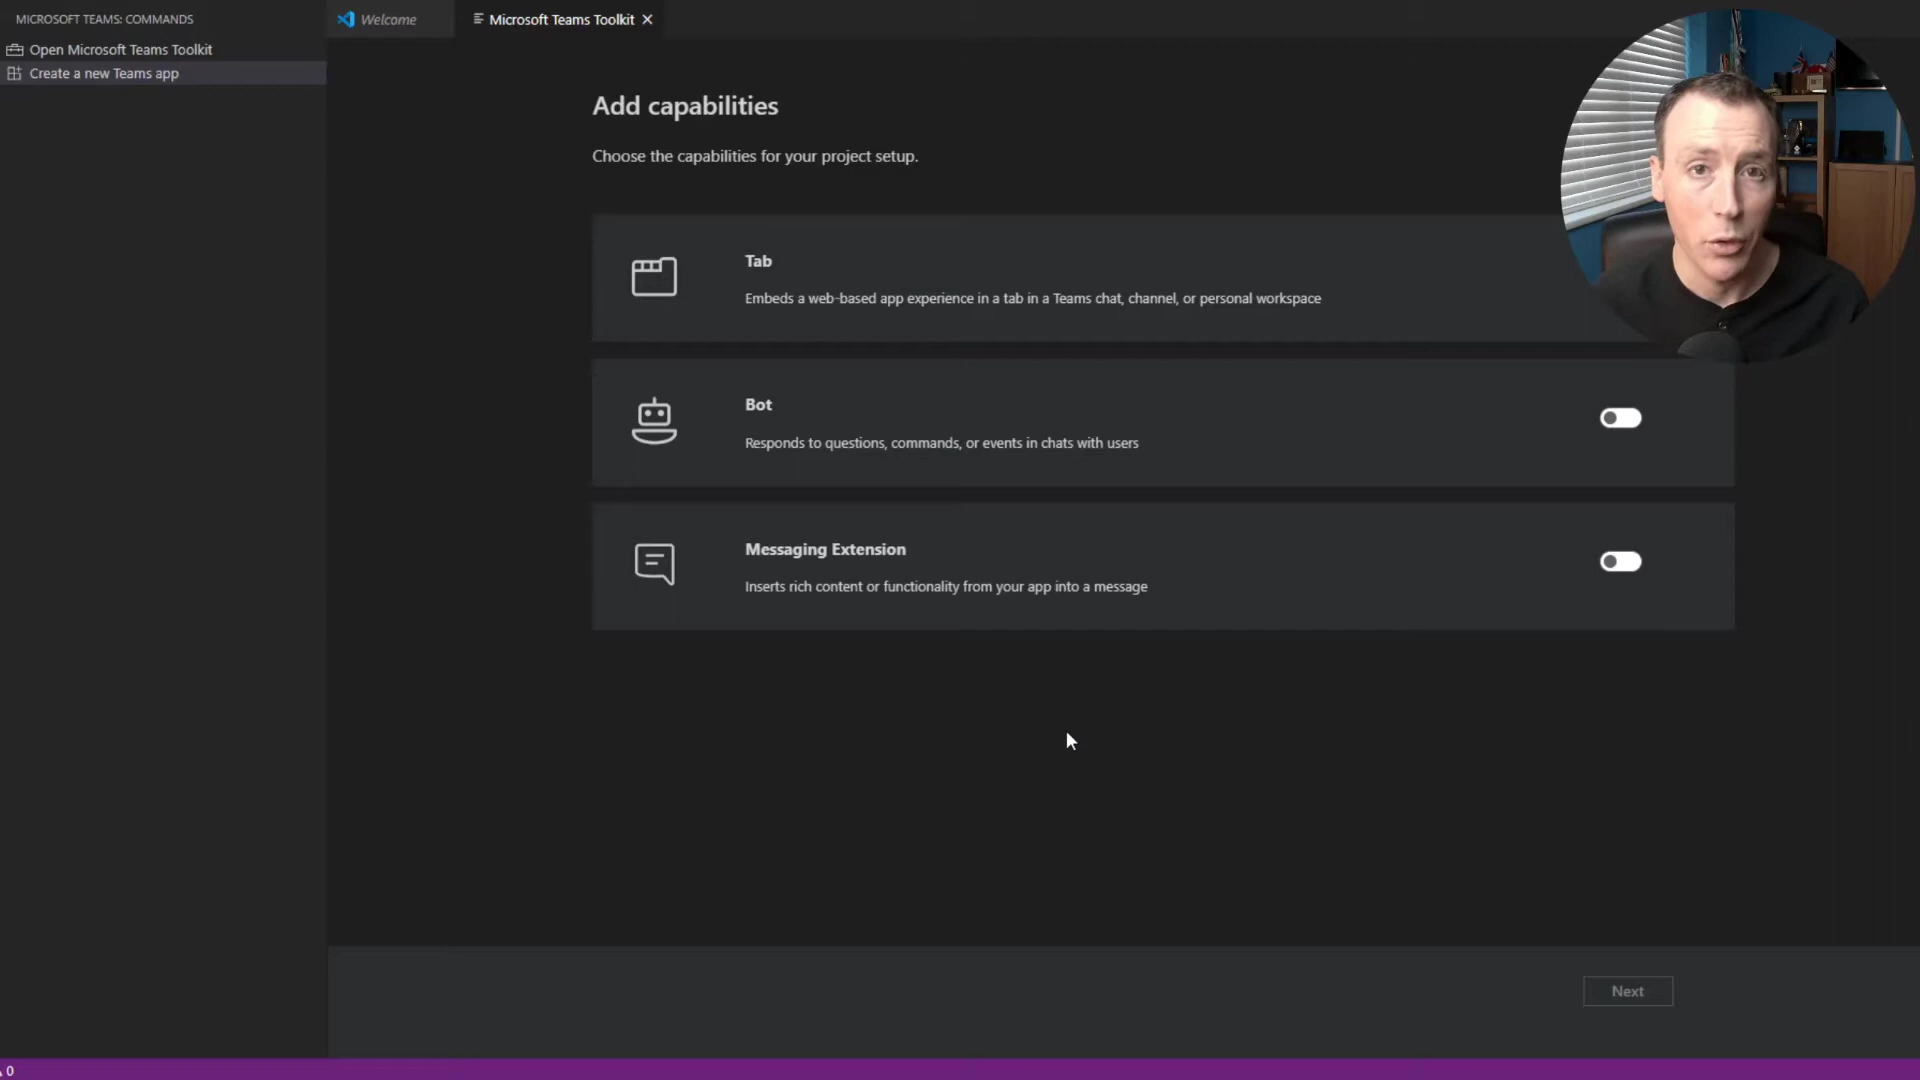 MICROSOFT TEAMS: COMMANDS
Open Microsoft Teams Toolkit
Create a new Teams app
Welcome
Microsoft Teams Toolkit
Add capabilities
Choose the capabilities for your project setup.
Tab
Embeds a web-based app experience in a tab in a Teams chat, channel, or personal workspace
Bot
Responds to questions, commands, or events in chats with users
Messaging Extension
Inserts rich content or functionality from your app into a message
Next
0